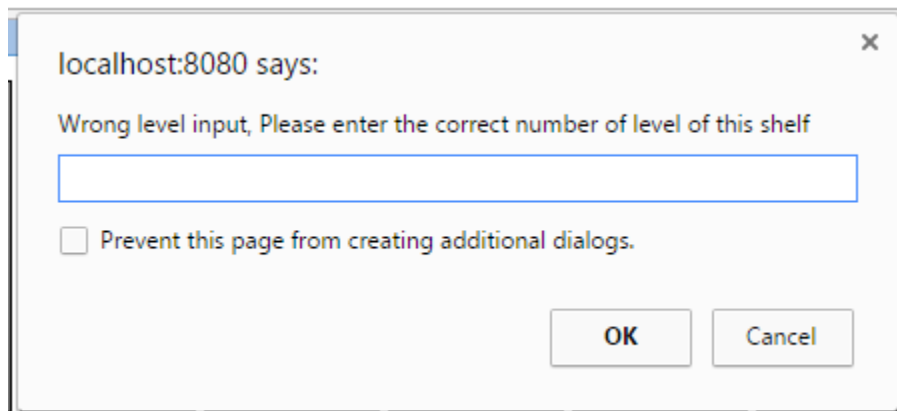 localhost:8080 says:
Wrong level input, Please enter the correct number of level of this shelf
Prevent this page from creating additional dialogs.
OK
Cancel